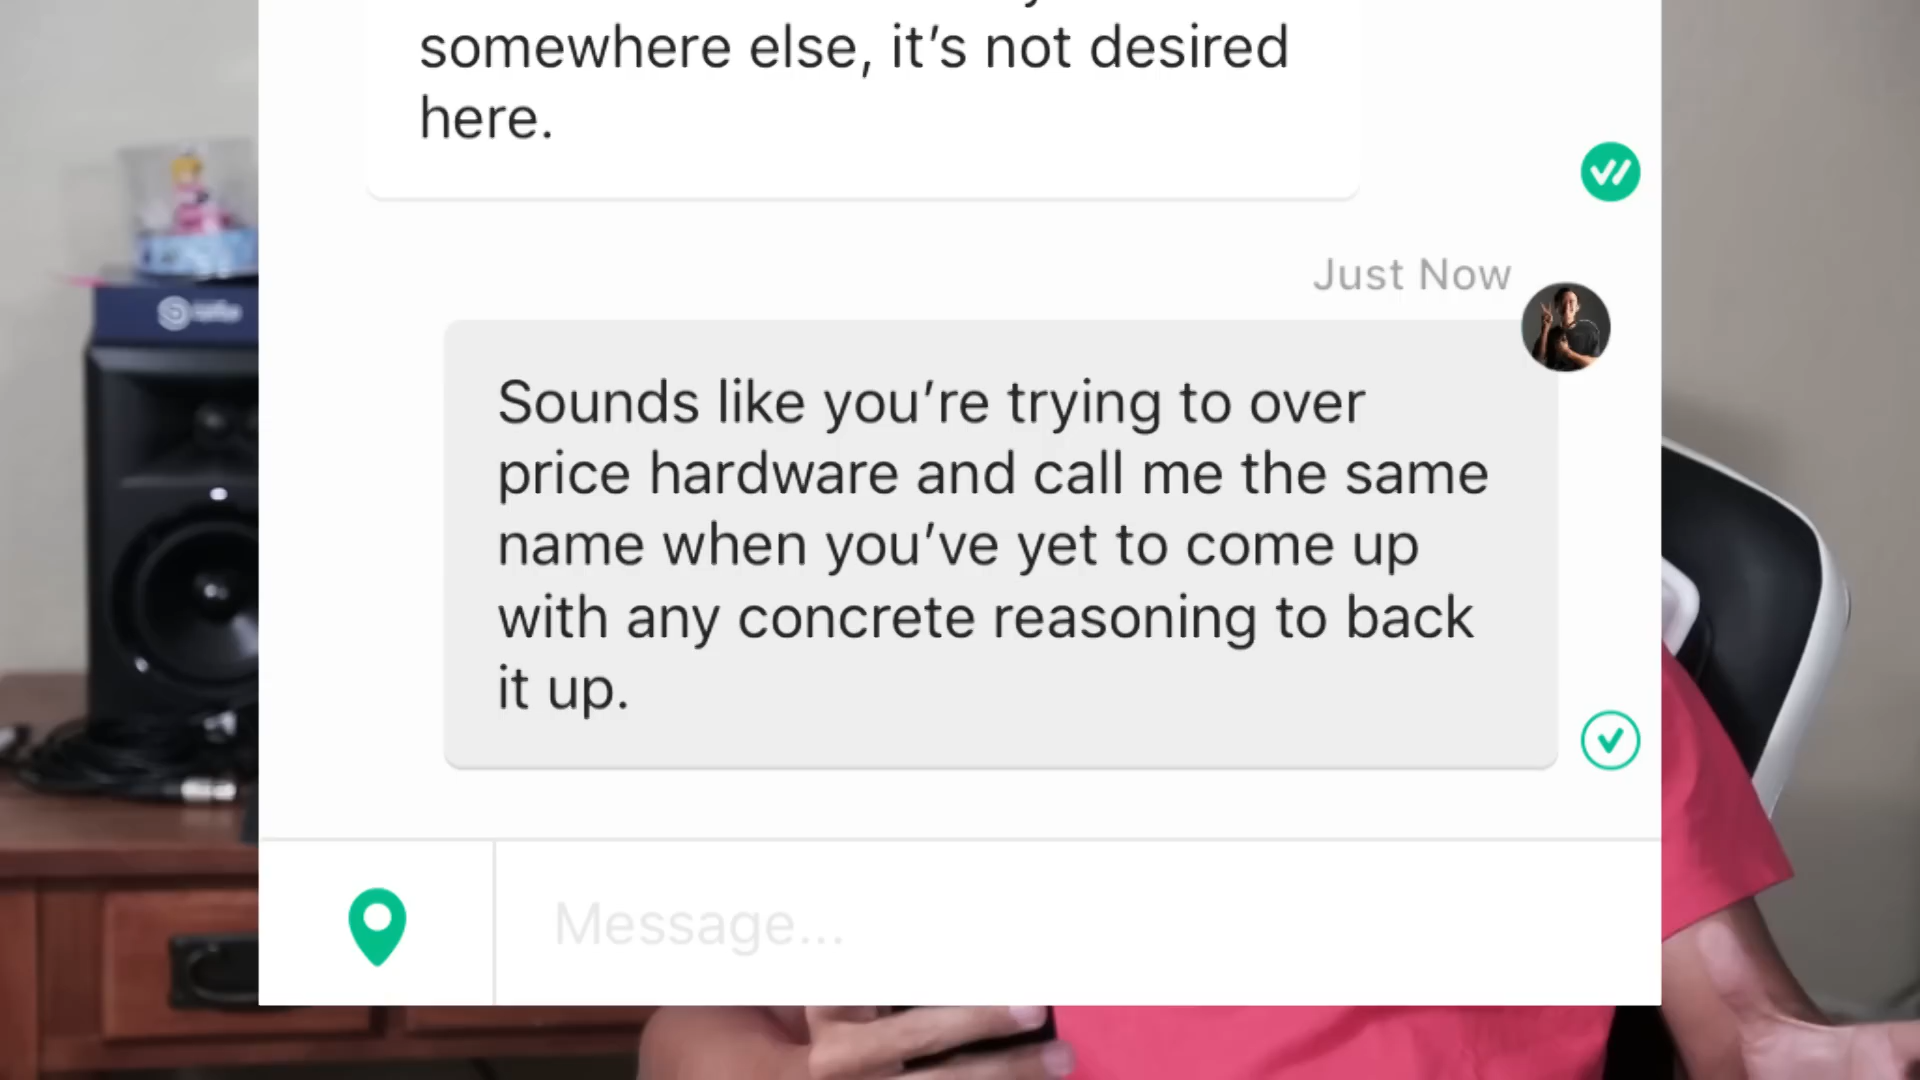 somewhere else, it’s not desired
here.
Just Now
Sounds like you’re trying to over
price hardware and call me the same
name when you’ve yet to come up
with any concrete reasoning to back
it up.
Message...